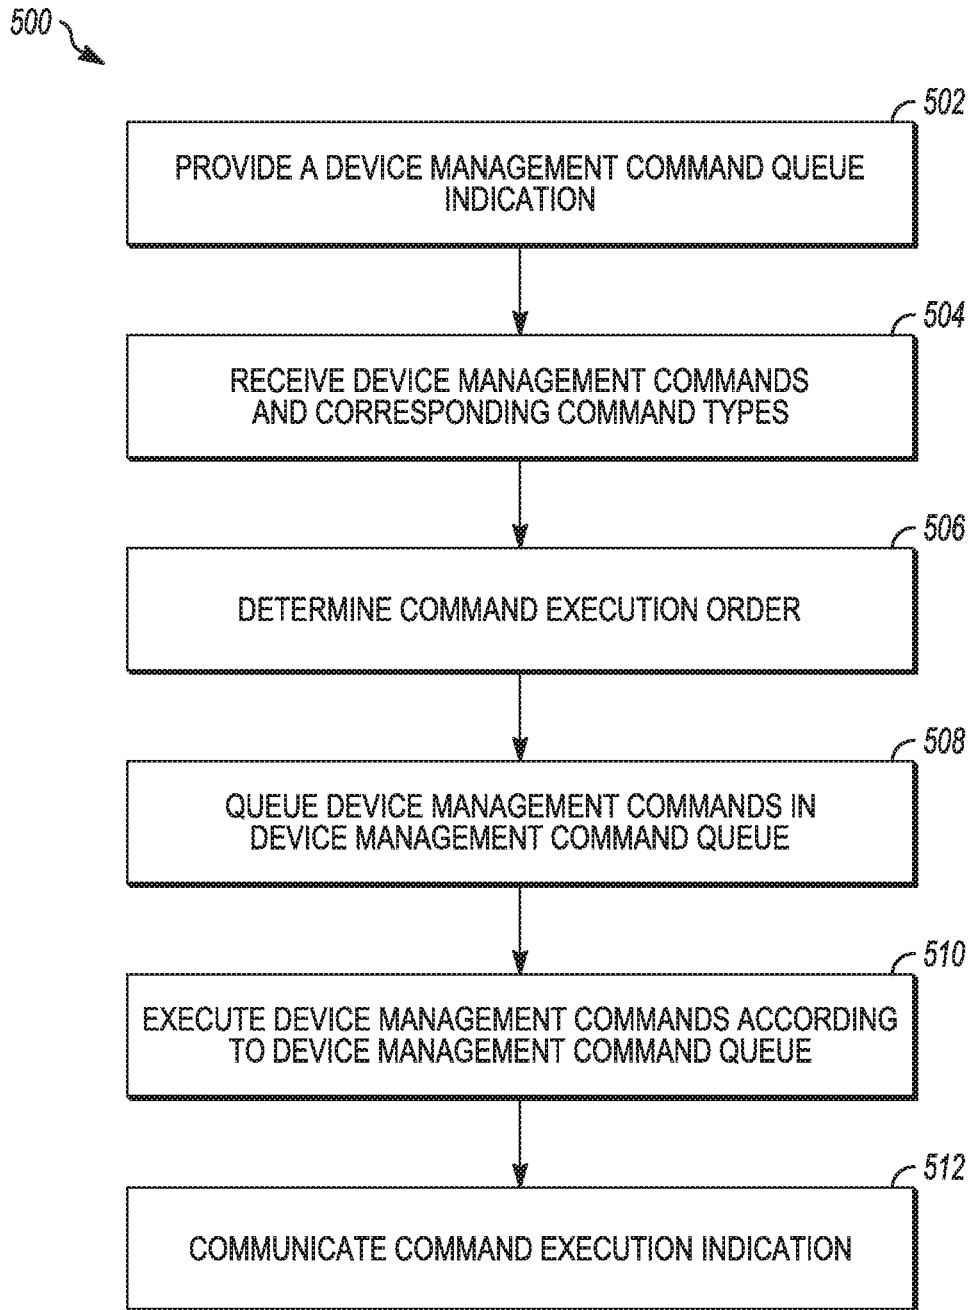 500
502
PROVIDE A DEVICE MANAGEMENT COMMAND QUEUE
INDICATION
504
RECEIVE DEVICE MANAGEMENT COMMANDS
AND CORRESPONDING COMMAND TYPES
506
DETERMINE COMMAND EXECUTION ORDER
508
QUEUE DEVICE MANAGEMENT COMMANDS IN
DEVICE MANAGEMENT COMMAND QUEUE
510
EXECUTE DEVICE MANAGEMENT COMMANDS ACCORDING
TO DEVICE MANAGEMENT COMMAND QUEUE
512
COMMUNICATE COMMAND EXECUTION INDICATION